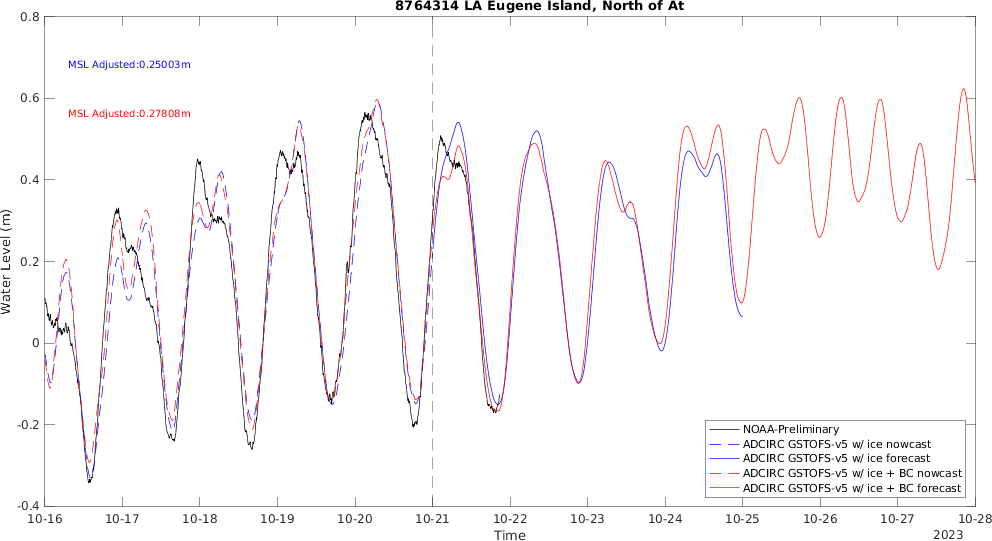 8764314 LA Eugene Island, North of At
0.8
0.6
0.4
0.2
0
-0.2
-0.4
Water Level (m)
MSL Adjusted:0.25003m
MSL Adjusted:0.27808m
NOAA-Preliminary
ADCIRC GSTOFS-v5 w/ ice nowcast
ADCIRC GSTOFS-v5 w/ ice forecast
ADCIRC GSTOFS-v5 w/ ice + BC nowcast
ADCIRC GSTOFS-v5 w/ ice + BC forecast
10-16 10-17 10-18 10-19 10-20 10-21 10-22 10-23 10-24 10-25 10-26 10-27 10-28
Time
2023